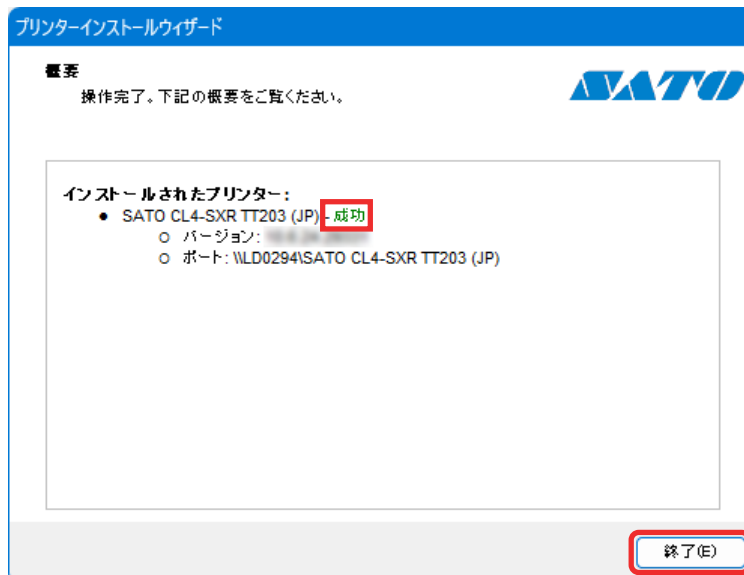 プリンターインストールウィザード
概要
操作完了。下記の概要をご覧ください。
SATO
インストールされたプリンター:
● SATO CL4-SXR TT203 (JP) - 成功
○ バージョン:
○ ポート: \\LD0294\SATO CL4-SXR TT203 (JP)
終了(E)